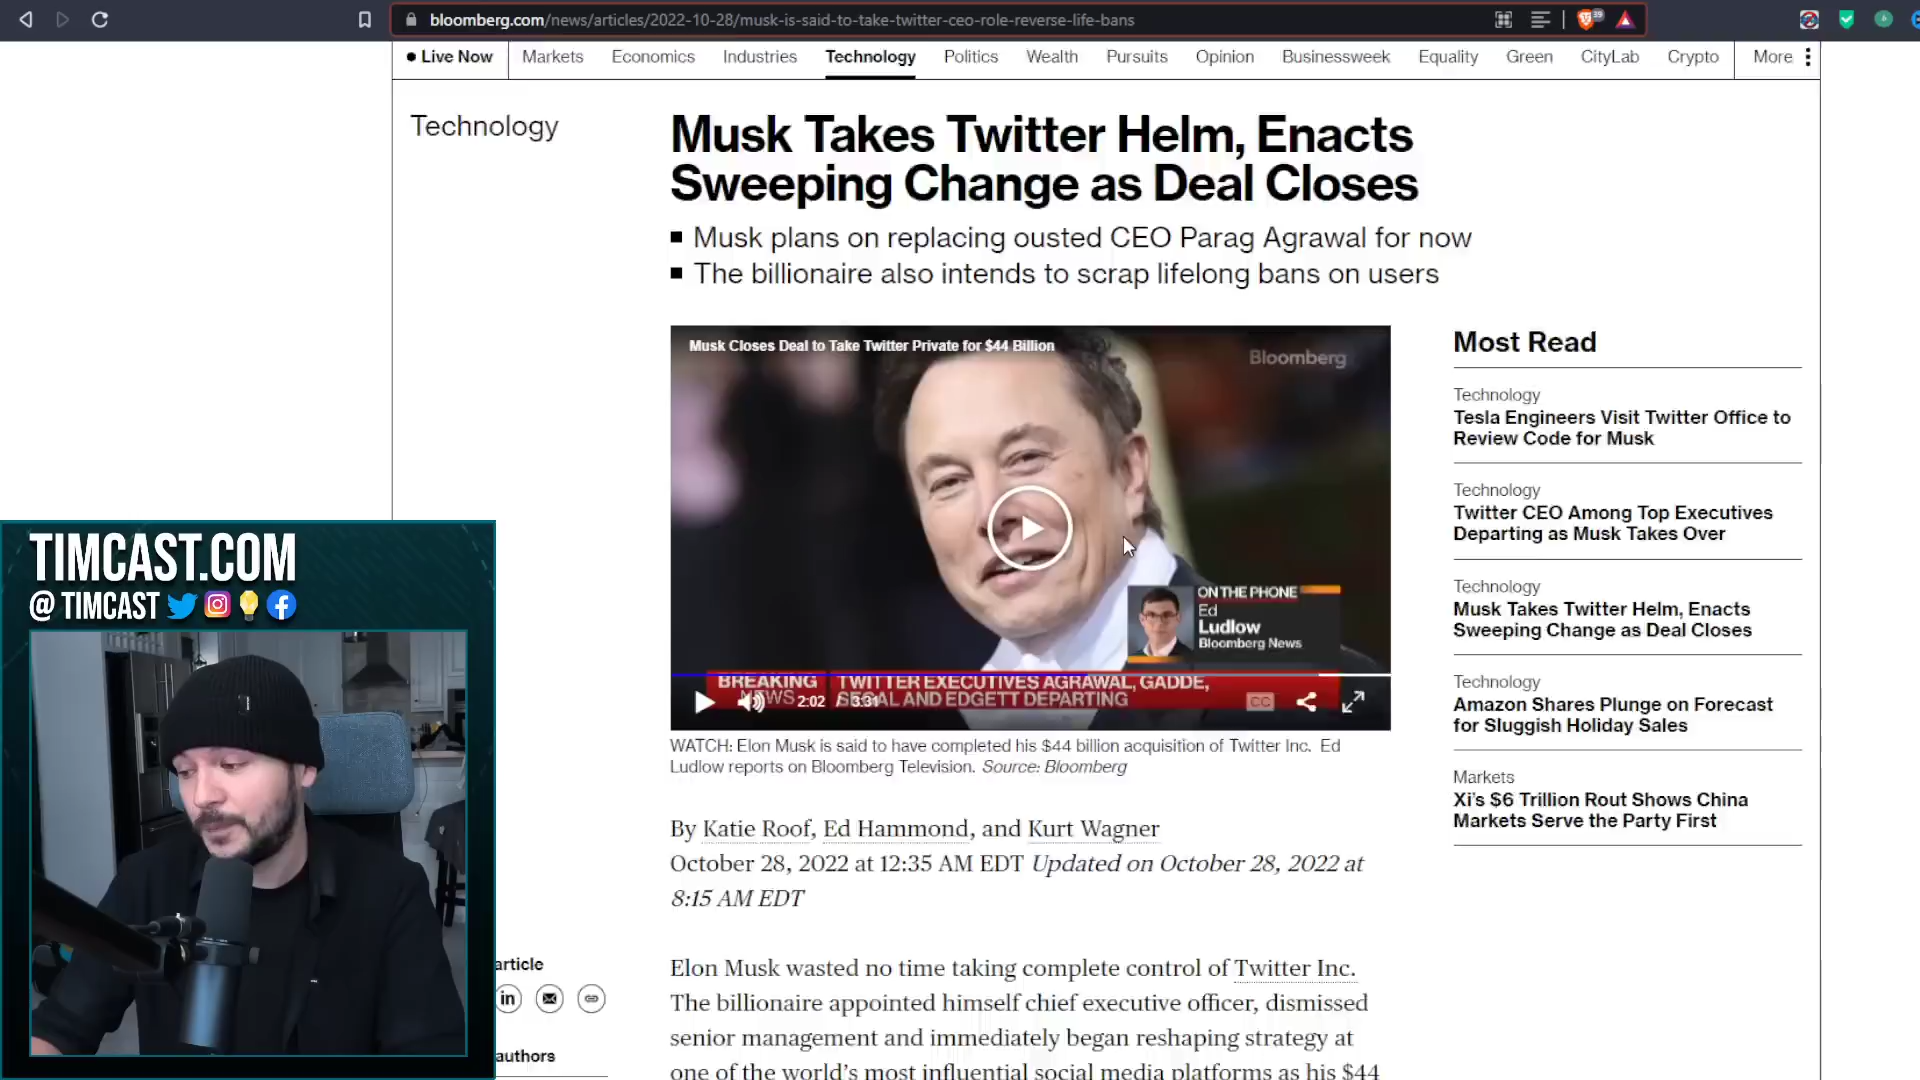 bloomberg.com/news/articles/2022-10-28/musk-is-said-to-take-twitter-ceo-role-reverse-life-bans
39
Live Now
Markets
Economics
Industries
Technology
Politics
Wealth
Pursuits
Opinion
Businessweek
Equality
Green
CityLab
Crypto
More
Technology
Musk Takes Twitter Helm, Enacts
Sweeping Change as Deal Closes
Musk plans on replacing ousted CEO Parag Agrawal for now
The billionaire also intends to scrap lifelong bans on users
Musk Closes Deal to Take Twitter Private for $44 Billion
Bloomberg
ON THE PHONE
Ed
Ludlow
Bloomberg News
BREAKING
NEWS
TWITTER EXECUTIVES AGRAWAL, GADDE,
SEGAL AND EDGETT DEPARTING
2:02 / 3:31
CC
WATCH: Elon Musk is said to have completed his $44 billion acquisition of Twitter Inc. Ed
Ludlow reports on Bloomberg Television. Source: Bloomberg
By Katie Roof, Ed Hammond, and Kurt Wagner
October 28, 2022 at 12:35 AM EDT Updated on October 28, 2022 at
8:15 AM EDT
Elon Musk wasted no time taking complete control of Twitter Inc.
The billionaire appointed himself chief executive officer, dismissed
senior management and immediately began reshaping strategy at
one of the world's most influential social media platforms as his $44
Most Read
Technology
Tesla Engineers Visit Twitter Office to
Review Code for Musk
Technology
Twitter CEO Among Top Executives
Departing as Musk Takes Over
Technology
Musk Takes Twitter Helm, Enacts
Sweeping Change as Deal Closes
Technology
Amazon Shares Plunge on Forecast
for Sluggish Holiday Sales
Markets
Xi's $6 Trillion Rout Shows China
Markets Serve the Party First
TIMCAST.COM
@ TIMCAST
article
in
authors